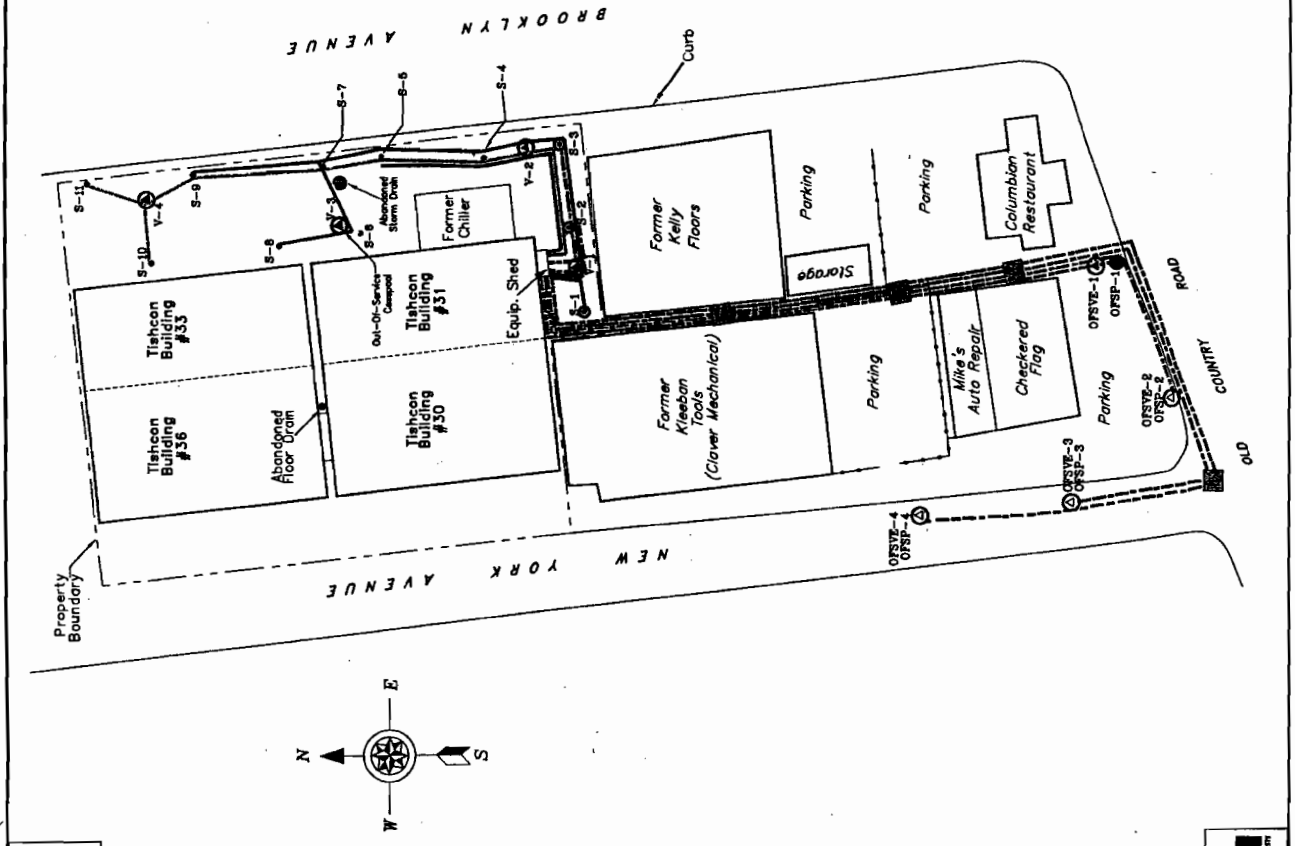 BROOKLYN AVENUE
Curb
S-7
S-5
S-4
S-11
V-4
S-9
S-10
S-8
V-3
Abandoned
Storm Drain
S-6
Out-Of-Service
Cesspool
Former
Chiller
V-2
S-3
S-2
V-1
S-1
Equip. Shed
Tishcon
Building
#33
Tishcon
Building
#31
Tishcon
Building
#36
Tishcon
Building
#30
Abandoned
Floor Drain
Property
Boundary
Former
Kelly
Floors
Parking
Parking
Storage
Columbian
Restaurant
Former
Kleeban
Tools
(Clover Mechanical)
Parking
Mike's
Auto Repair
Checkered
Flag
Parking
OFSVE-1
OFSP-1
OFSVE-2
OFSP-2
OFSVE-3
OFSP-3
OFSVE-4
OFSP-4
OLD COUNTRY ROAD
NEW YORK AVENUE
N
W
E
S